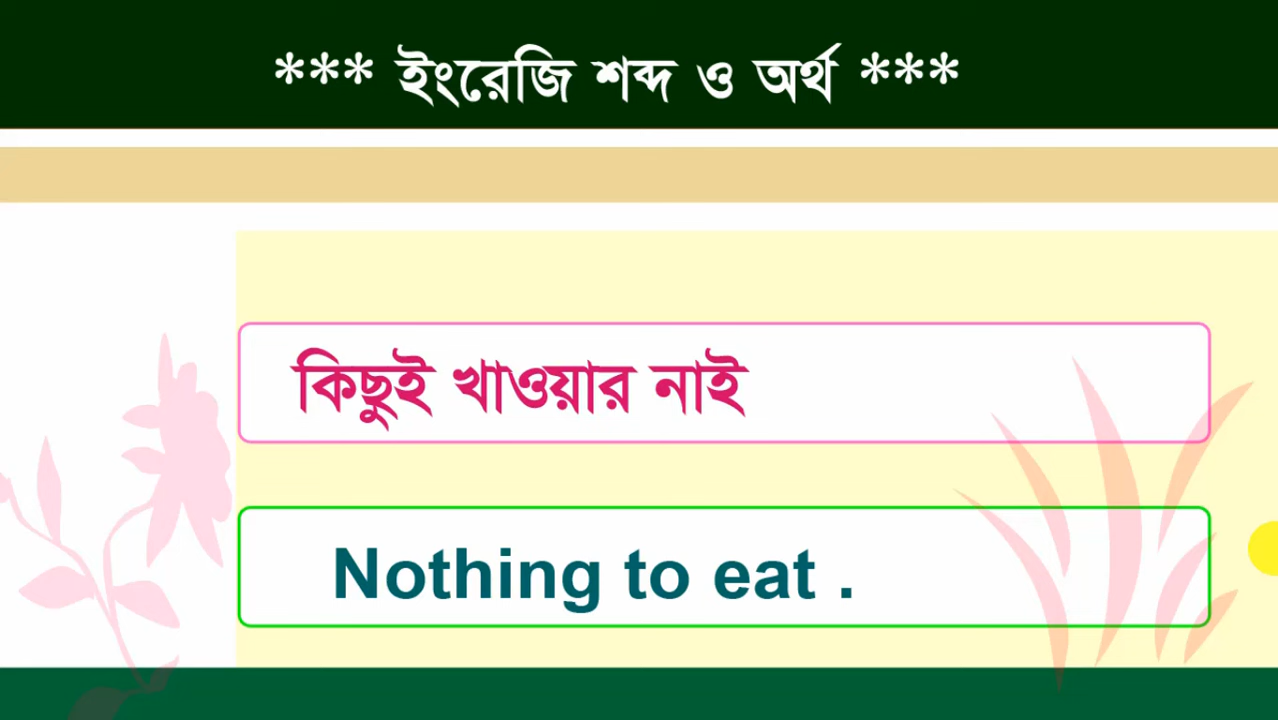 *** ইংরেজি শব্দ ও অর্থ ***
কিছুই খাওয়ার নাই
Nothing to eat .